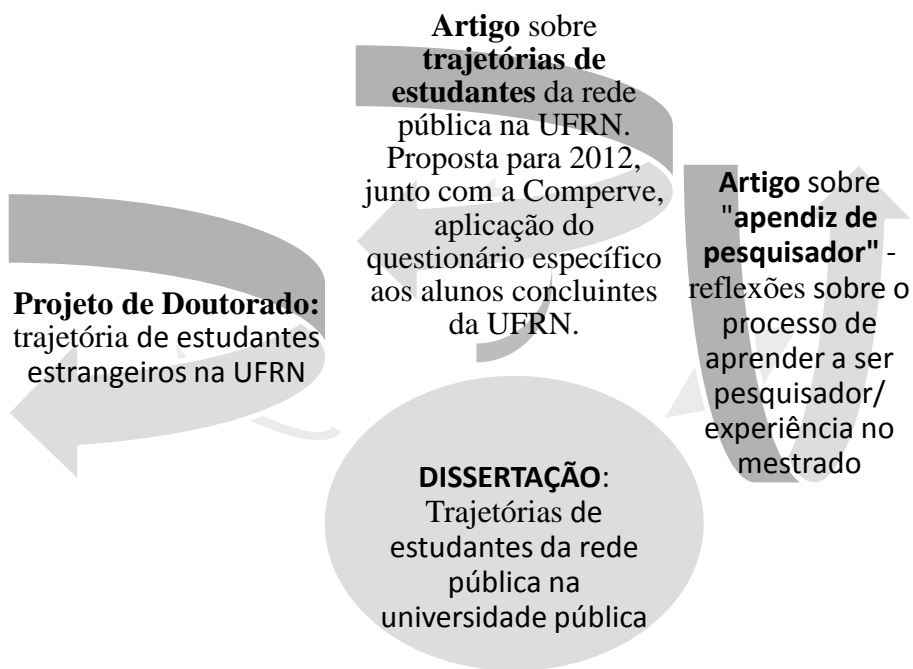 Artigo sobre
trajetórias de
estudantes da rede
pública na UFRN.
Proposta para 2012,
junto com a Comperve,
aplicação do
questionário específico
aos alunos concluintes
da UFRN.
Artigo sobre
"apendiz de
pesquisador" -
reflexões sobre o
processo de
aprender a ser
pesquisador/
experiência no
mestrado
Projeto de Doutorado:
trajetória de estudantes
estrangeiros na UFRN
DISSERTAÇÃO:
Trajetórias de
estudantes da rede
pública na
universidade pública